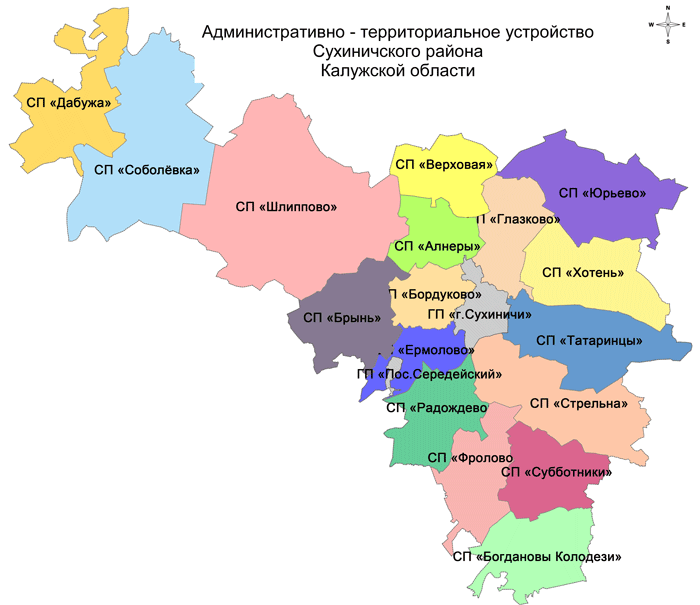 Административно - территориальное устройство
Сухиничского района
Калужской области
N
W E
S
СП «Дабужа»
СП «Соболёвка»
СП «Шлиппово»
СП «Верховая»
СП «Юрьево»
П «Глазково»
СП «Алнеры»
СП «Хотень»
П «Бордуково»
ГП «г.Сухиничи»
СП «Брынь»
СП «Татаринцы»
«Ермолово»
ГП «Пос.Середейский»
СП «Стрельна»
СП «Радождево
СП «Фролово
СП «Субботники»
СП «Богдановы Колодези»